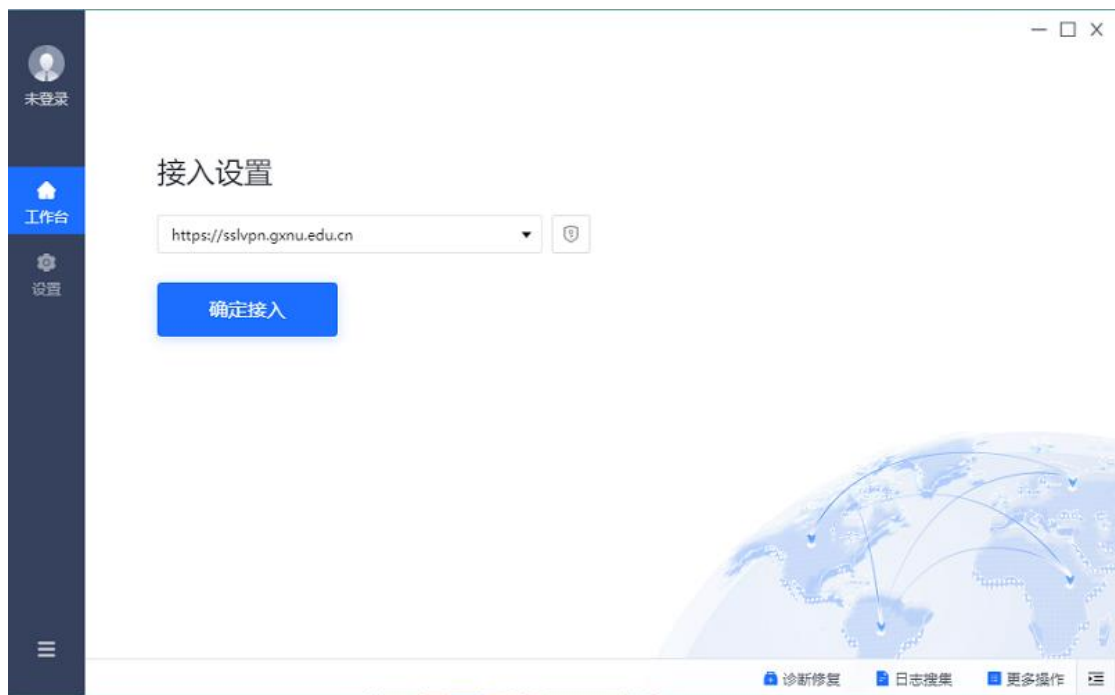 未登录
工作台
设置
接入设置
https://sslvpn.gxnu.edu.cn
确定接入
诊断修复 日志搜集 更多操作